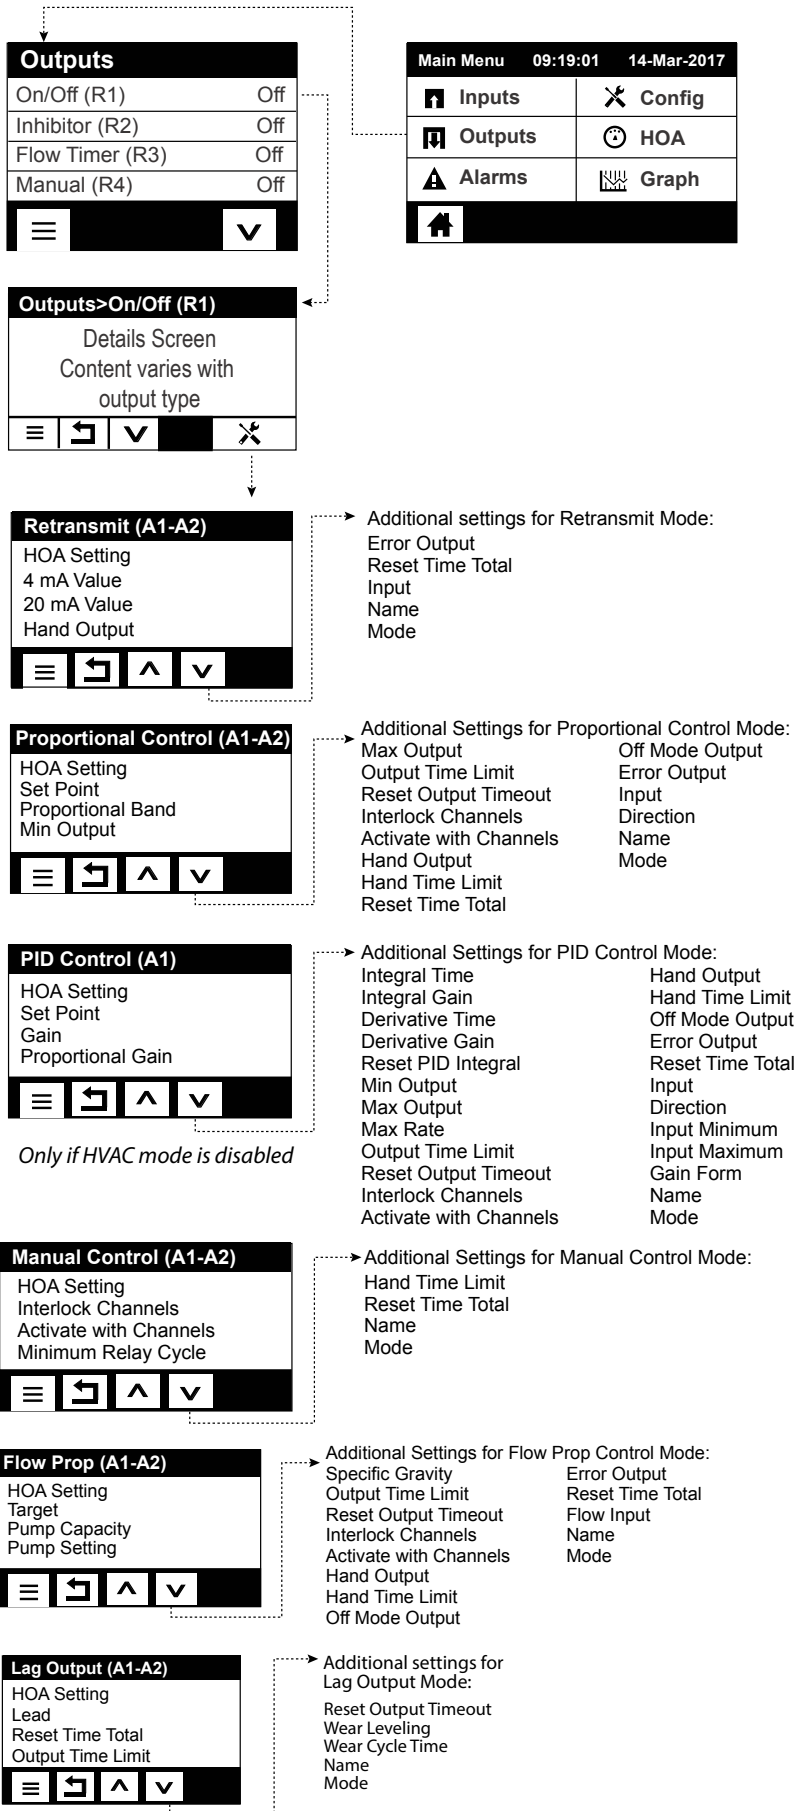 Outputs
On/Off (R1) Off
Inhibitor (R2) Off
Flow Timer (R3) Off
Manual (R4) Off
Main Menu 09:19:01 14-Mar-2017
Inputs Config
Outputs HOA
Alarms Graph
Outputs>On/Off (R1)
Details Screen
Content varies with
output type
Retransmit (A1-A2)
HOA Setting
4 mA Value
20 mA Value
Hand Output
Additional settings for Retransmit Mode:
Error Output
Reset Time Total
Input
Name
Mode
Proportional Control (A1-A2)
HOA Setting
Set Point
Proportional Band
Min Output
Additional Settings for Proportional Control Mode:
Max Output
Output Time Limit
Reset Output Timeout
Interlock Channels
Activate with Channels
Hand Output
Hand Time Limit
Reset Time Total
Off Mode Output
Error Output
Input
Direction
Name
Mode
PID Control (A1)
HOA Setting
Set Point
Gain
Proportional Gain
Only if HVAC mode is disabled
Additional Settings for PID Control Mode:
Integral Time
Integral Gain
Derivative Time
Derivative Gain
Reset PID Integral
Min Output
Max Output
Max Rate
Output Time Limit
Reset Output Timeout
Interlock Channels
Activate with Channels
Hand Output
Hand Time Limit
Off Mode Output
Error Output
Reset Time Total
Input
Direction
Input Minimum
Input Maximum
Gain Form
Name
Mode
Manual Control (A1-A2)
HOA Setting
Interlock Channels
Activate with Channels
Minimum Relay Cycle
Additional Settings for Manual Control Mode:
Hand Time Limit
Reset Time Total
Name
Mode
Flow Prop (A1-A2)
HOA Setting
Target
Pump Capacity
Pump Setting
Additional Settings for Flow Prop Control Mode:
Specific Gravity
Output Time Limit
Reset Output Timeout
Interlock Channels
Activate with Channels
Hand Output
Hand Time Limit
Off Mode Output
Error Output
Reset Time Total
Flow Input
Name
Mode
Lag Output (A1-A2)
HOA Setting
Lead
Reset Time Total
Output Time Limit
Additional settings for
Lag Output Mode:
Reset Output Timeout
Wear Leveling
Wear Cycle Time
Name
Mode